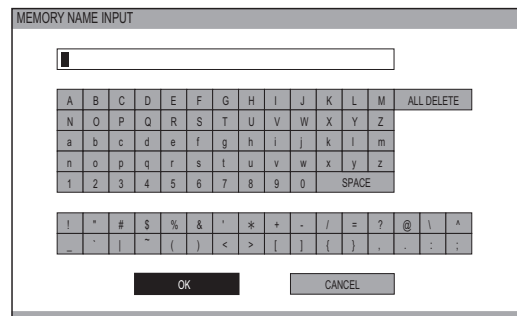 MEMORY NAME INPUT
A B C D E F G H I J K L M ALL DELETE
N O P Q R S T U V W X Y Z
a b c d e f g h i j k l m
n o p q r s t u v w x y z
1 2 3 4 5 6 7 8 9 0 SPACE
! " # $ % & ' * + - / = ? @ \ ^
_ ` | ~ ( ) < > [ ] { } , . : ;
OK CANCEL